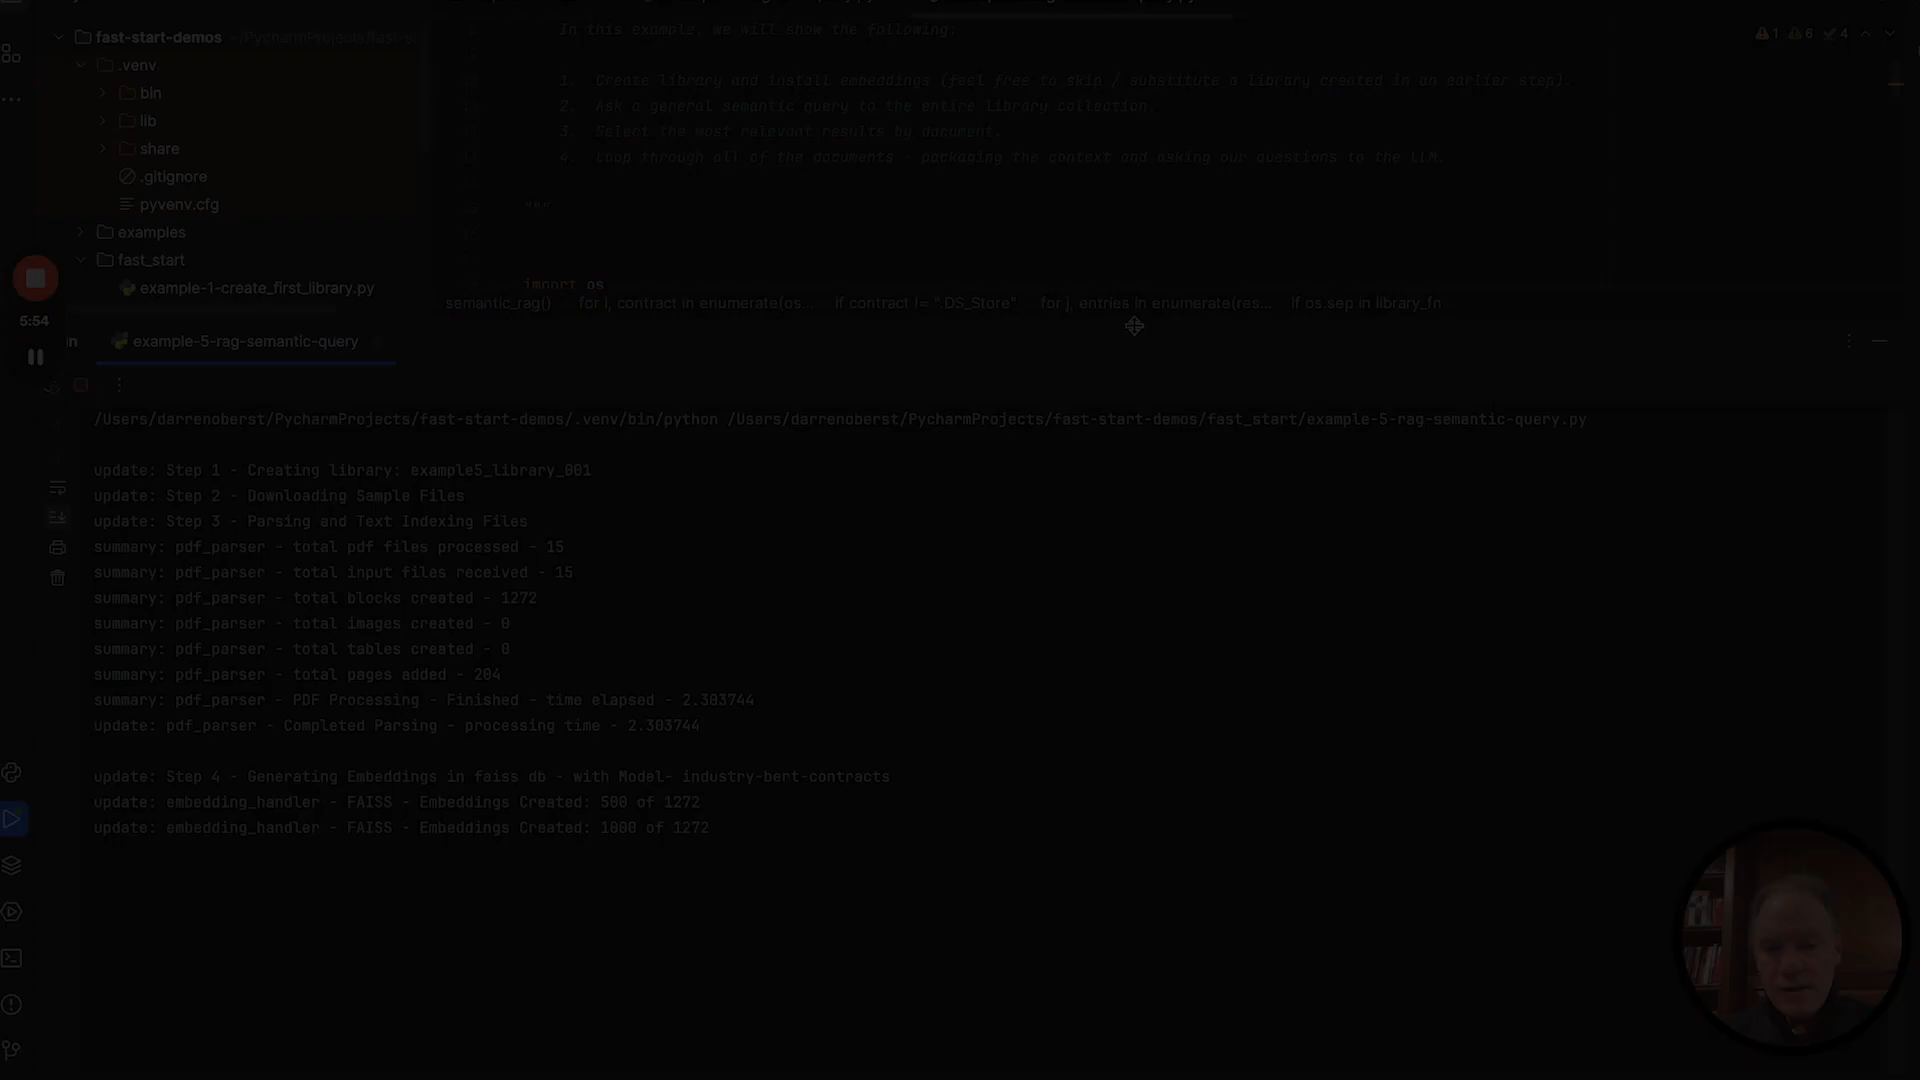 fast-start-demos ~/PycharmProjects/fast-s
In this example, we will show the following:
1 6 4
.venv
1. Create library and install embeddings (feel free to skip / substitute a library created in an earlier step).
bin
2. Ask a general semantic query to the entire library collection.
lib
3. Select the most relevant results by document.
share
4. Loop through all of the documents - packaging the context and asking our questions to the LLM.
.gitignore
pyvenv.cfg
"""
examples
fast_start
import os
example-1-create_first_library.py
semantic_rag() for i, contract in enumerate(os... if contract != ".DS_Store" for j, entries in enumerate(res... if os.sep in library_fn
5:54
n example-5-rag-semantic-query
/Users/darrenoberst/PycharmProjects/fast-start-demos/.venv/bin/python /Users/darrenoberst/PycharmProjects/fast-start-demos/fast_start/example-5-rag-semantic-query.py
update: Step 1 - Creating library: example5_library_001
update: Step 2 - Downloading Sample Files
update: Step 3 - Parsing and Text Indexing Files
summary: pdf_parser - total pdf files processed - 15
summary: pdf_parser - total input files received - 15
summary: pdf_parser - total blocks created - 1272
summary: pdf_parser - total images created - 0
summary: pdf_parser - total tables created - 0
summary: pdf_parser - total pages added - 204
summary: pdf_parser - PDF Processing - Finished - time elapsed - 2.303744
update: pdf_parser - Completed Parsing - processing time - 2.303744
update: Step 4 - Generating Embeddings in faiss db - with Model- industry-bert-contracts
update: embedding_handler - FAISS - Embeddings Created: 500 of 1272
update: embedding_handler - FAISS - Embeddings Created: 1000 of 1272